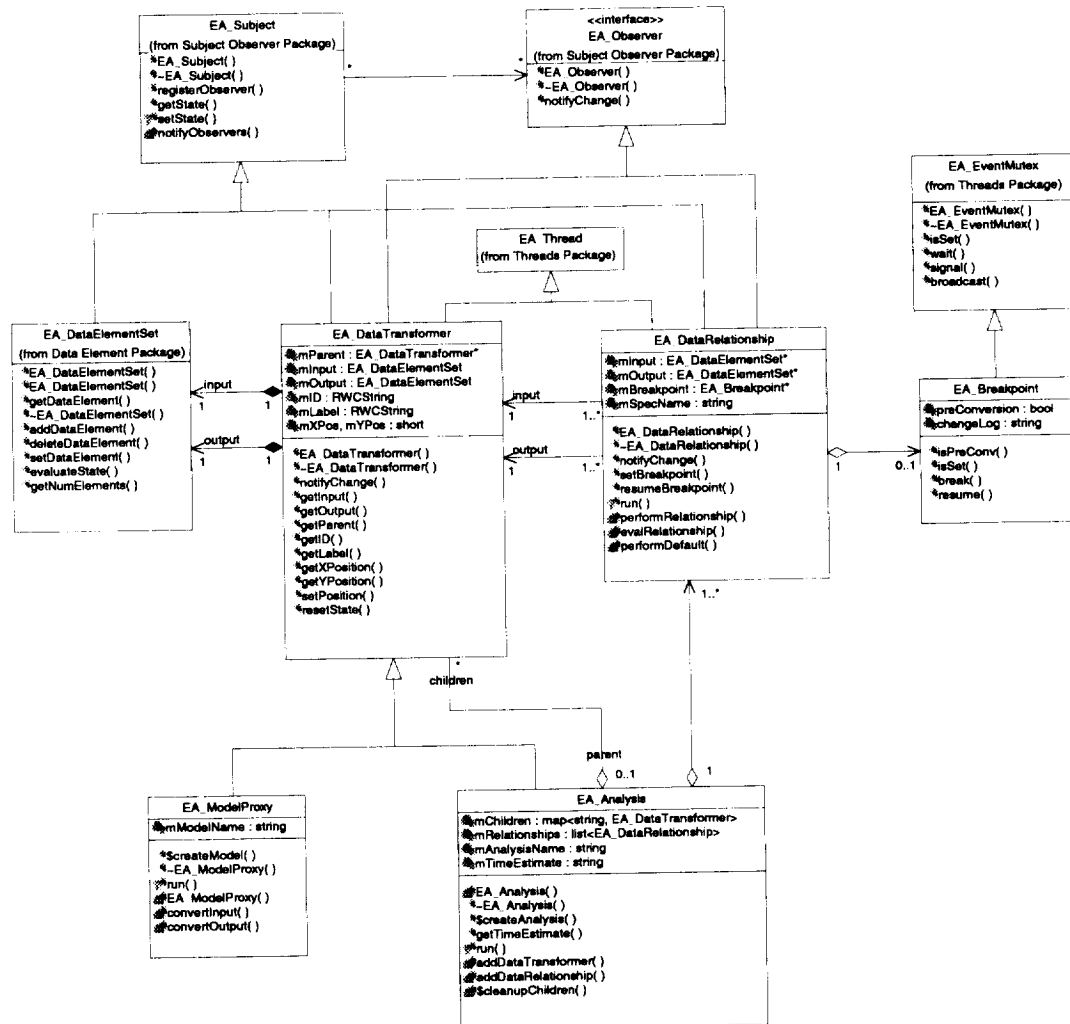 EA_Subject
(from Subject Observer Package)
EA_Subject( )
~EA_Subject( )
registerObserver( )
getState( )
setState( )
notifyObservers( )
*
*
<<interface>>
EA_Observer
(from Subject Observer Package)
EA_Observer( )
~EA_Observer( )
notifyChange( )
EA_EventMutex
(from Threads Package)
EA_EventMutex( )
~EA_EventMutex( )
isSet( )
wait( )
signal( )
broadcast( )
EA_Thread
(from Threads Package)
EA_DataElementSet
(from Data Element Package)
EA_DataElementSet( )
EA_DataElementSet( )
getDataElement( )
~EA_DataElementSet( )
addDataElement( )
deleteDataElement( )
setDataElement( )
evaluateState( )
getNumElements( )
input
1
1
output
1
1
EA_DataTransformer
mParent : EA_DataTransformer*
mInput : EA_DataElementSet
mOutput : EA_DataElementSet
mID : RWCString
mLabel : RWCString
mXPos, mYPos : short
EA_DataTransformer( )
~EA_DataTransformer( )
notifyChange( )
getInput( )
getOutput( )
getParent( )
getID( )
getLabel( )
getXPosition( )
getYPosition( )
setPosition( )
resetState( )
input
1
1..*
output
1
1..*
EA_DataRelationship
mInput : EA_DataElementSet*
mOutput : EA_DataElementSet*
mBreakpoint : EA_Breakpoint*
mSpecName : string
EA_DataRelationship( )
~EA_DataRelationship( )
notifyChange( )
setBreakpoint( )
resumeBreakpoint( )
run( )
performRelationship( )
evalRelationship( )
performDefault( )
1
0..1
EA_Breakpoint
preConversion : bool
changeLog : string
isPreConv( )
isSet( )
break( )
resume( )
1..*
*
children
parent
0..1
1
EA_ModelProxy
mModelName : string
$createModel( )
~EA_ModelProxy( )
run( )
EA_ModelProxy( )
convertInput( )
convertOutput( )
EA_Analysis
mChildren : map<string, EA_DataTransformer>
mRelationships : list<EA_DataRelationship>
mAnalysisName : string
mTimeEstimate : string
EA_Analysis( )
~EA_Analysis( )
$createAnalysis( )
getTimeEstimate( )
run( )
addDataTransformer( )
addDataRelationship( )
$cleanupChildren( )